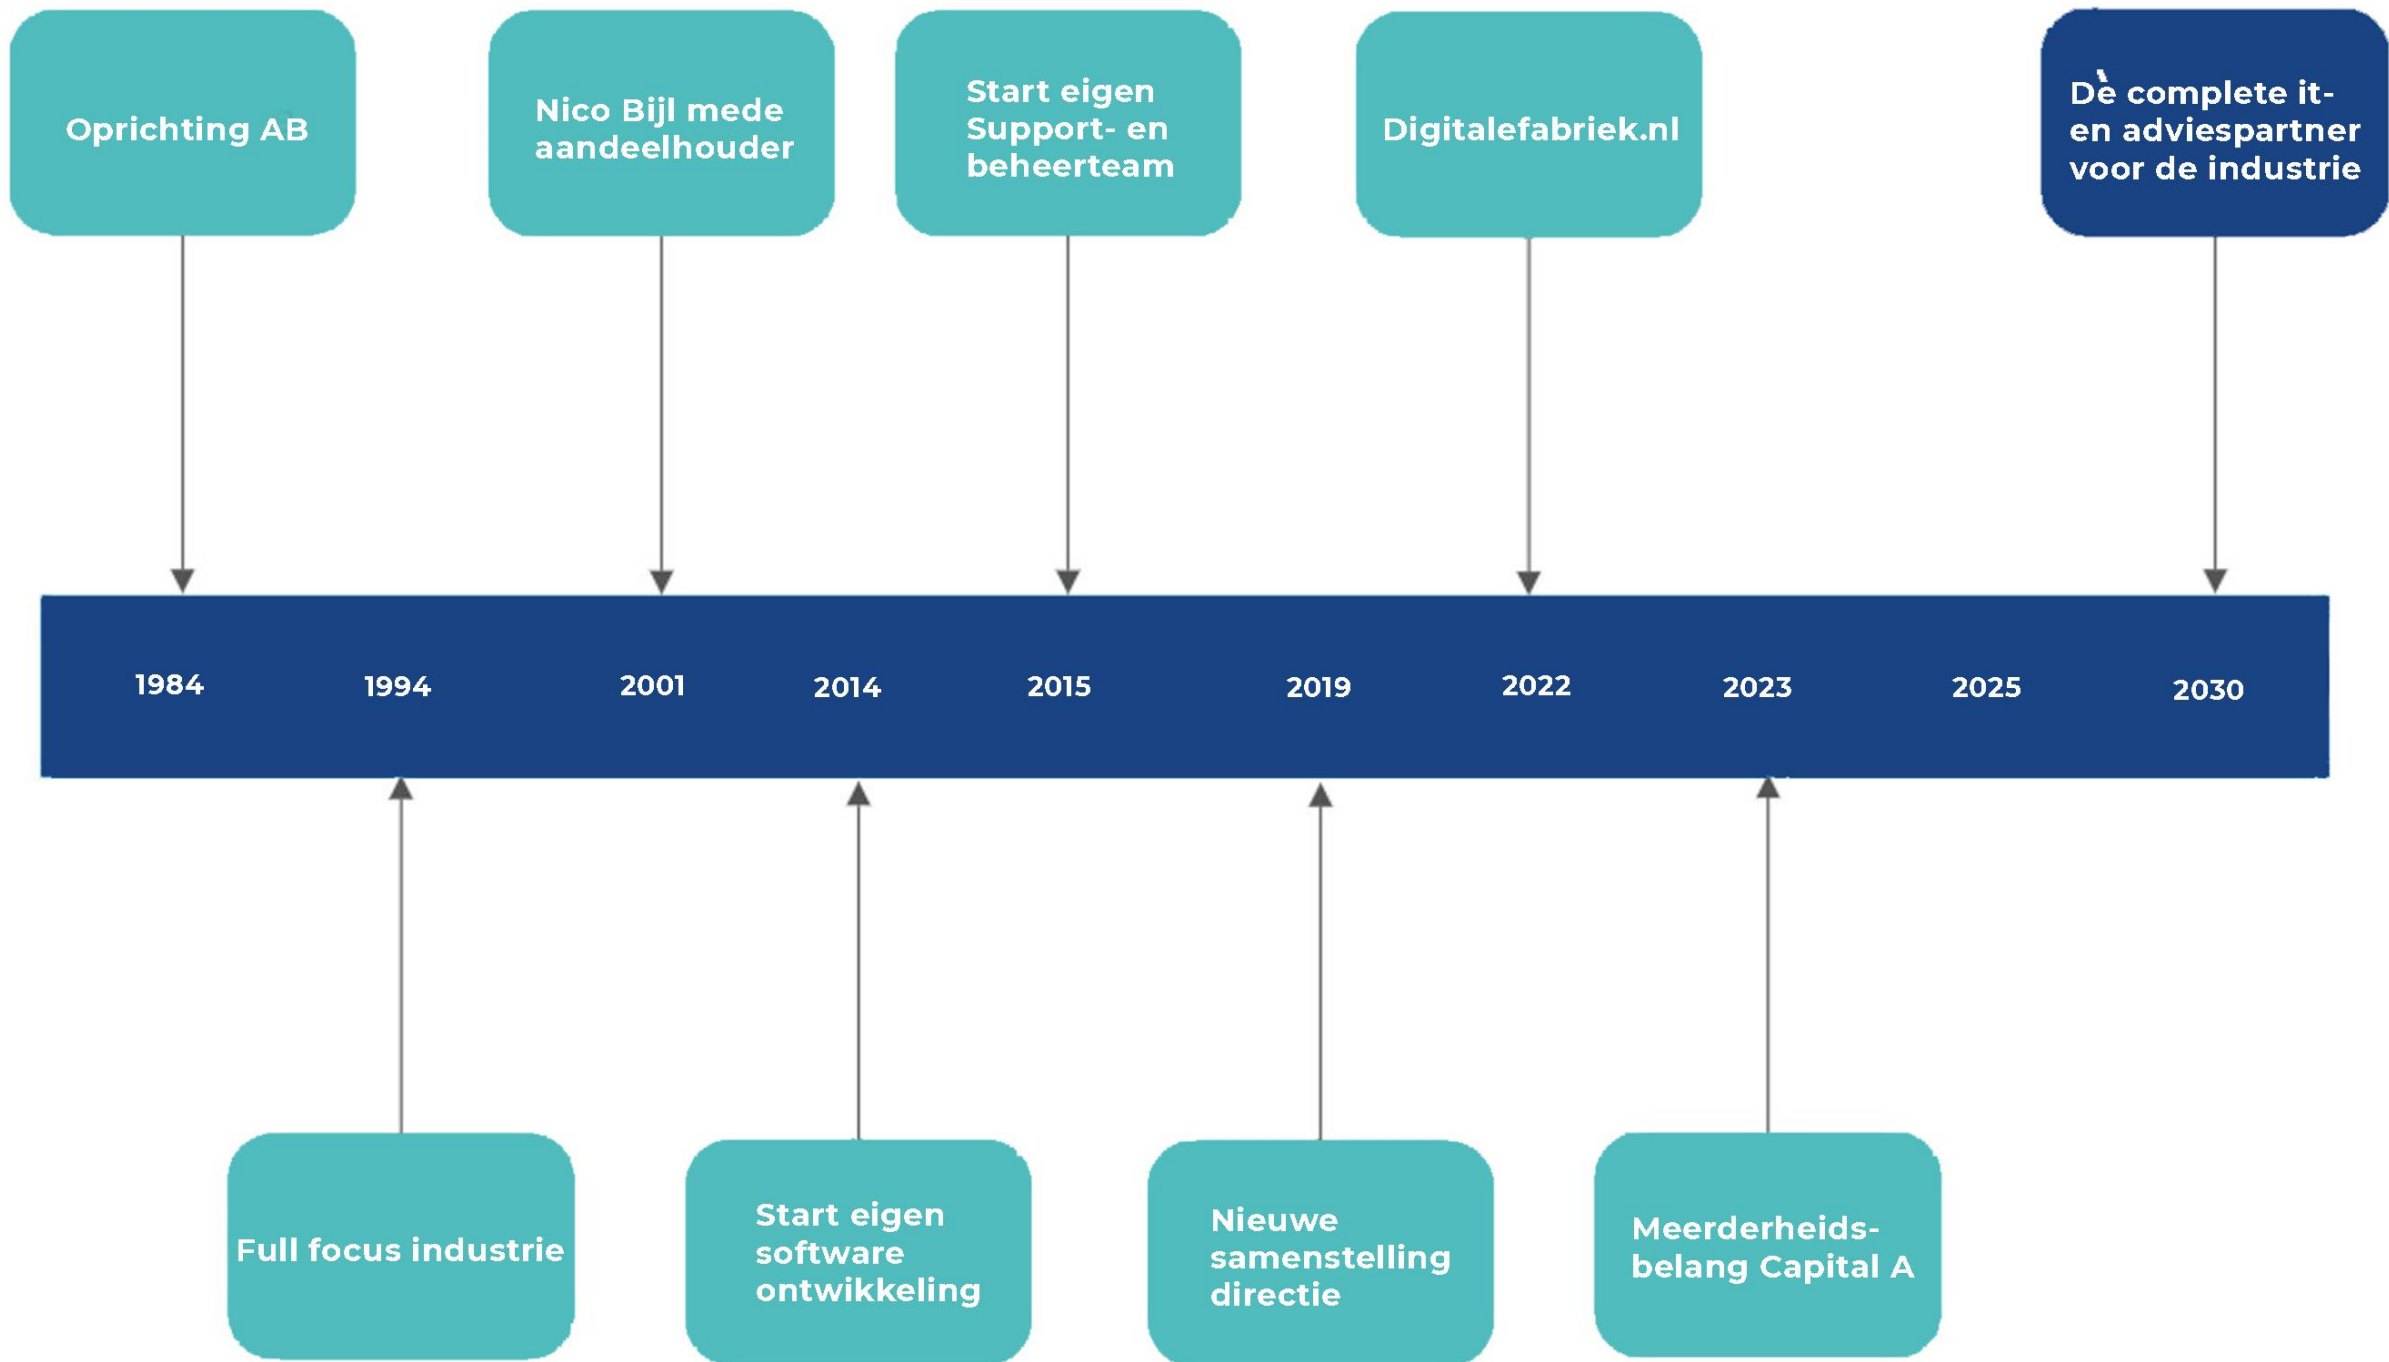 Oprichting AB
Nico Bijl mede
aandeelhouder
Start eigen
Support- en
beheerteam
Digitalefabriek.nl
Dè complete it-
en adviespartner
voor de industrie
1984
1994
2001
2014
2015
2019
2022
2023
2025
2030
Full focus industrie
Start eigen
software
ontwikkeling
Nieuwe
samenstelling
directie
Meerderheids-
belang Capital A